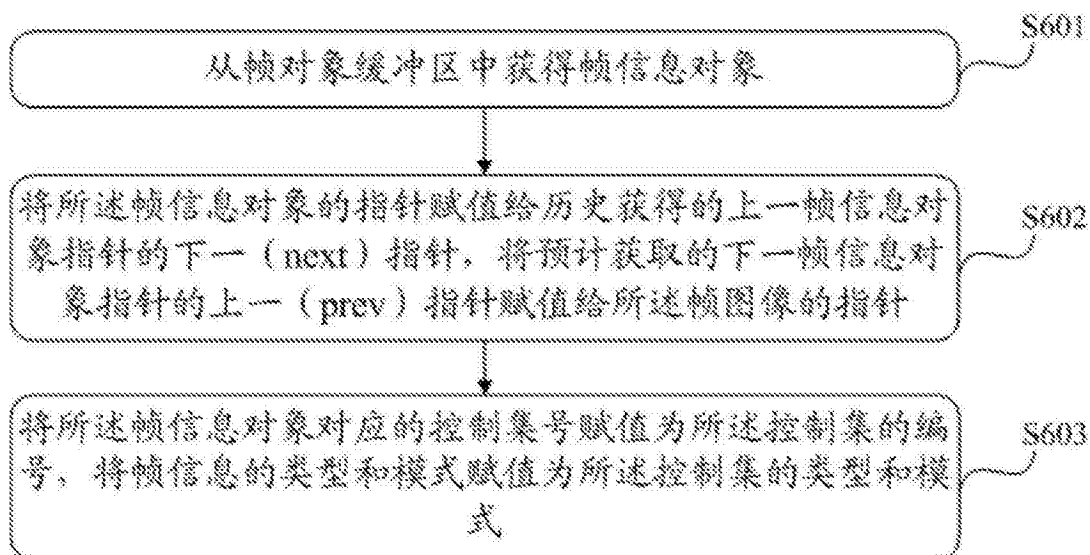 S601
从帧对象缓冲区中获得帧信息对象
S602
将所述帧信息对象的指针赋值给历史获得的上一帧信息对
象指针的下一（next）指针，将预计获取的下一帧信息对
象指针的上一（prev）指针赋值给所述帧图像的指针
S603
将所述帧信息对象对应的控制集号赋值为所述控制集的编
号，将帧信息的类型和模式赋值为所述控制集的类型和模
式